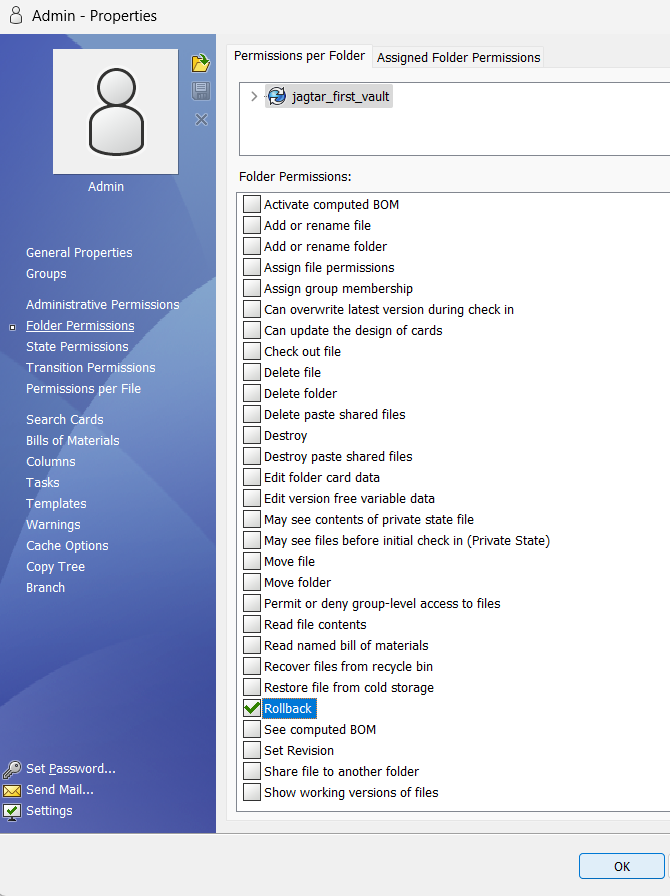 Admin - Properties
Admin
General Properties
Groups
Administrative Permissions
Folder Permissions
State Permissions
Transition Permissions
Permissions per File
Search Cards
Bills of Materials
Columns
Tasks
Templates
Warnings
Cache Options
Copy Tree
Branch
Set Password...
Send Mail...
Settings
Permissions per Folder
Assigned Folder Permissions
jagtar_first_vault
Folder Permissions:
Activate computed BOM
Add or rename file
Add or rename folder
Assign file permissions
Assign group membership
Can overwrite latest version during check in
Can update the design of cards
Check out file
Delete file
Delete folder
Delete paste shared files
Destroy
Destroy paste shared files
Edit folder card data
Edit version free variable data
May see contents of private state file
May see files before initial check in (Private State)
Move file
Move folder
Permit or deny group-level access to files
Read file contents
Read named bill of materials
Recover files from recycle bin
Restore file from cold storage
Rollback
See computed BOM
Set Revision
Share file to another folder
Show working versions of files
OK